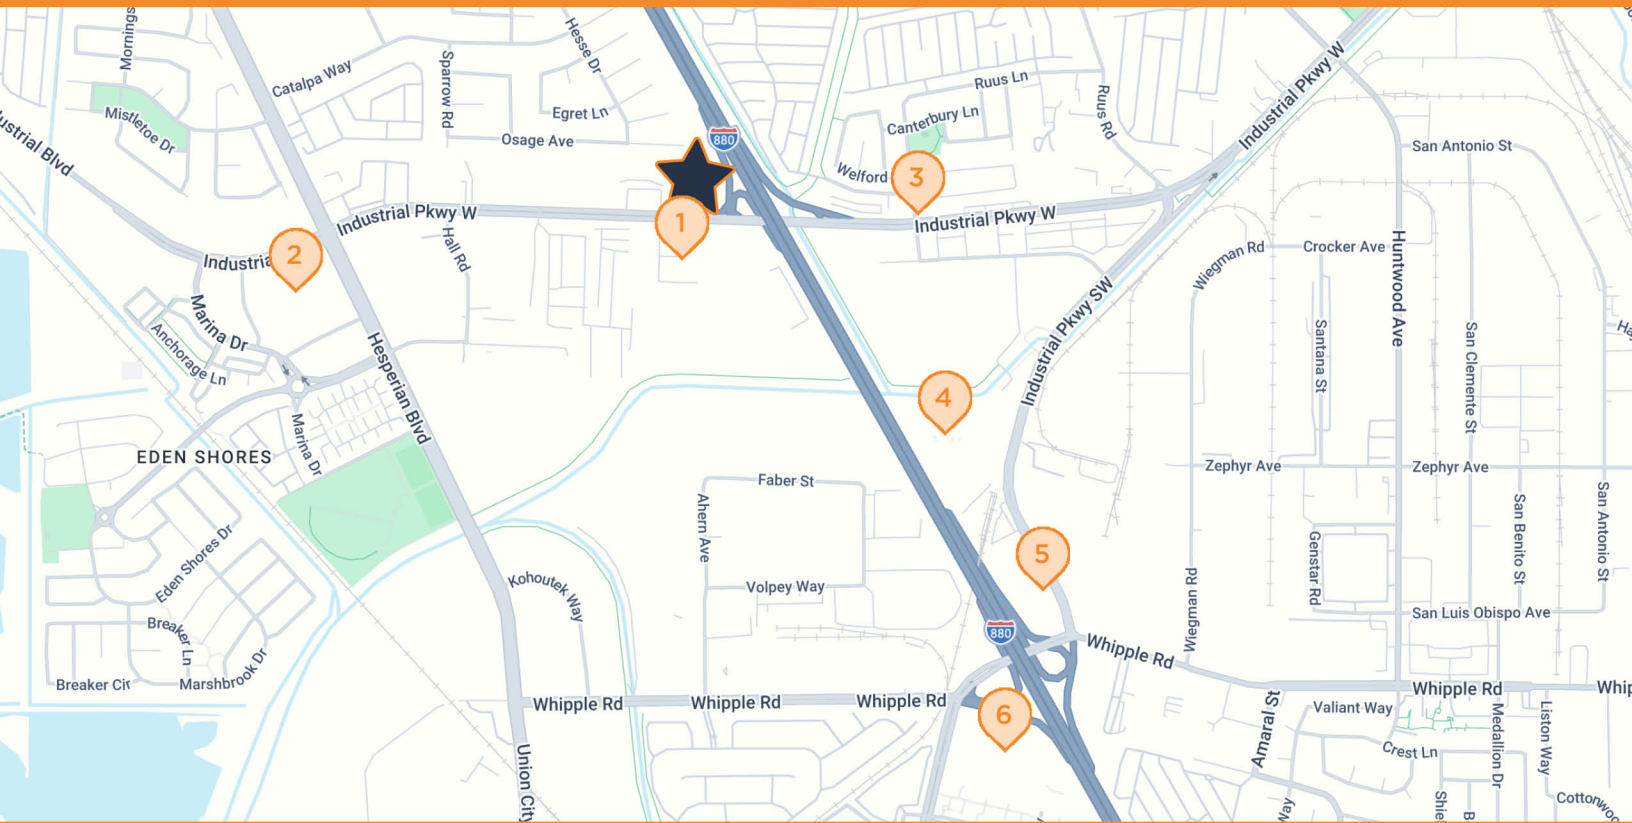 Mornings
Hesse Dr
Catalpa Way
Sparrow Rd
Egret Ln
Osage Ave
Mistletoe Dr
ustrial Blvd
880
Ruus Ln
Ruus Rd
Canterbury Ln
Welford
Industrial Pkwy W
San Antonio St
3
1
Industrial Pkwy W
Industrial Pkwy W
2
Industria
Hall Rd
Wiegman Rd
Crocker Ave
Huntwood Ave
Industrial Pkwy SW
Marina Dr
Anchorage Ln
Hesperian Blvd
Santana St
San Clemente St
Ha
4
Marina Dr
EDEN SHORES
Zephyr Ave
Zephyr Ave
Faber St
Ahern Ave
San Benito St
San Antonio St
Genstar Rd
5
Eden Shores Dr
Kohoutek Way
Volpey Way
Wiegman Rd
San Luis Obispo Ave
Breaker Ln
880
Whipple Rd
Breaker Cir
Marshbrook Dr
Whipple Rd
Whipple Rd
Whipple Rd
Whipple Rd
Whip
6
Amaral St
Valiant Way
Medallion Dr
Liston Way
Crest Ln
Union City
Way
Shie
B
Cottonwoo